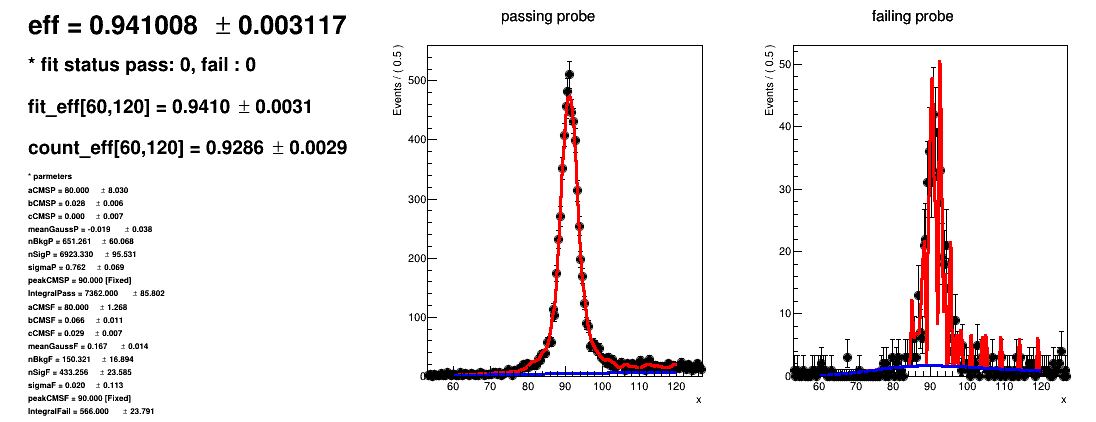 eff = 0.941008 ± 0.003117
* fit status pass: 0, fail : 0
fit_eff[60,120] = 0.9410 ± 0.0031
count_eff[60,120] = 0.9286 ± 0.0029
* parmeters
aCMSP = 80.000 ± 8.030
bCMSP = 0.028 ± 0.006
cCMSP = 0.000 ± 0.007
meanGaussP = -0.019 ± 0.038
nBkgP = 651.261 ± 60.068
nSigP = 6923.330 ± 95.531
sigmaP = 0.762 ± 0.069
peakCMSP = 90.000 [Fixed]
IntegralPass = 7362.000 ± 85.802
aCMSF = 80.000 ± 1.268
bCMSF = 0.066 ± 0.011
cCMSF = 0.029 ± 0.007
meanGaussF = 0.167 ± 0.014
nBkgF = 150.321 ± 16.894
nSigF = 433.256 ± 23.585
sigmaF = 0.020 ± 0.113
peakCMSF = 90.000 [Fixed]
IntegralFail = 566.000 ± 23.791
passing probe
Events / ( 0.5 )
500
400
300
200
100
0
60 70 80 90 100 110 120
x
failing probe
Events / ( 0.5 )
50
40
30
20
10
0
60 70 80 90 100 110 120
x